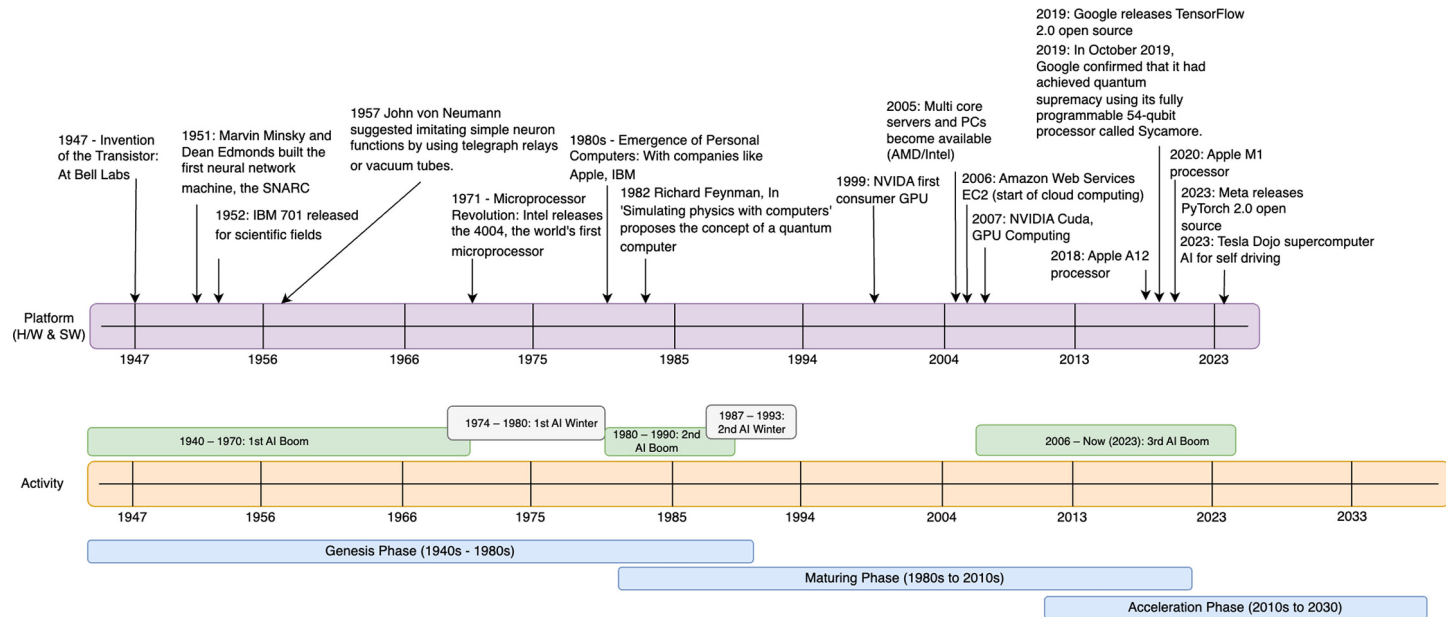 2019: Google releases TensorFlow
2.0 open source
2019: In October 2019,
Google confirmed that it had
achieved quantum
supremacy using its fully
programmable 54-qubit
processor called Sycamore.
1947 - Invention
of the Transistor:
At Bell Labs
1951: Marvin Minsky and
Dean Edmonds built the
first neural network
machine, the SNARC
1952: IBM 701 released
for scientific fields
1957 John von Neumann
suggested imitating simple neuron
functions by using telegraph relays
or vacuum tubes.
1971 - Microprocessor
Revolution: Intel releases
the 4004, the world's first
microprocessor
1980s - Emergence of Personal
Computers: With companies like
Apple, IBM
1982 Richard Feynman, In
'Simulating physics with computers'
proposes the concept of a quantum
computer
1999: NVIDIA first
consumer GPU
2005: Multi core
servers and PCs
become available
(AMD/Intel)
2006: Amazon Web Services
EC2 (start of cloud computing)
2007: NVIDIA Cuda,
GPU Computing
2018: Apple A12
processor
2020: Apple M1
processor
2023: Meta releases
PyTorch 2.0 open
source
2023: Tesla Dojo supercomputer
AI for self driving
Platform
(H/W & SW)
1947 1956 1966 1975 1985 1994 2004 2013 2023
1940 – 1970: 1st AI Boom
1974 – 1980: 1st AI Winter
1980 – 1990: 2nd
AI Boom
1987 – 1993:
2nd AI Winter
2006 – Now (2023): 3rd AI Boom
Activity
1947 1956 1966 1975 1985 1994 2004 2013 2023 2033
Genesis Phase (1940s - 1980s)
Maturing Phase (1980s to 2010s)
Acceleration Phase (2010s to 2030)